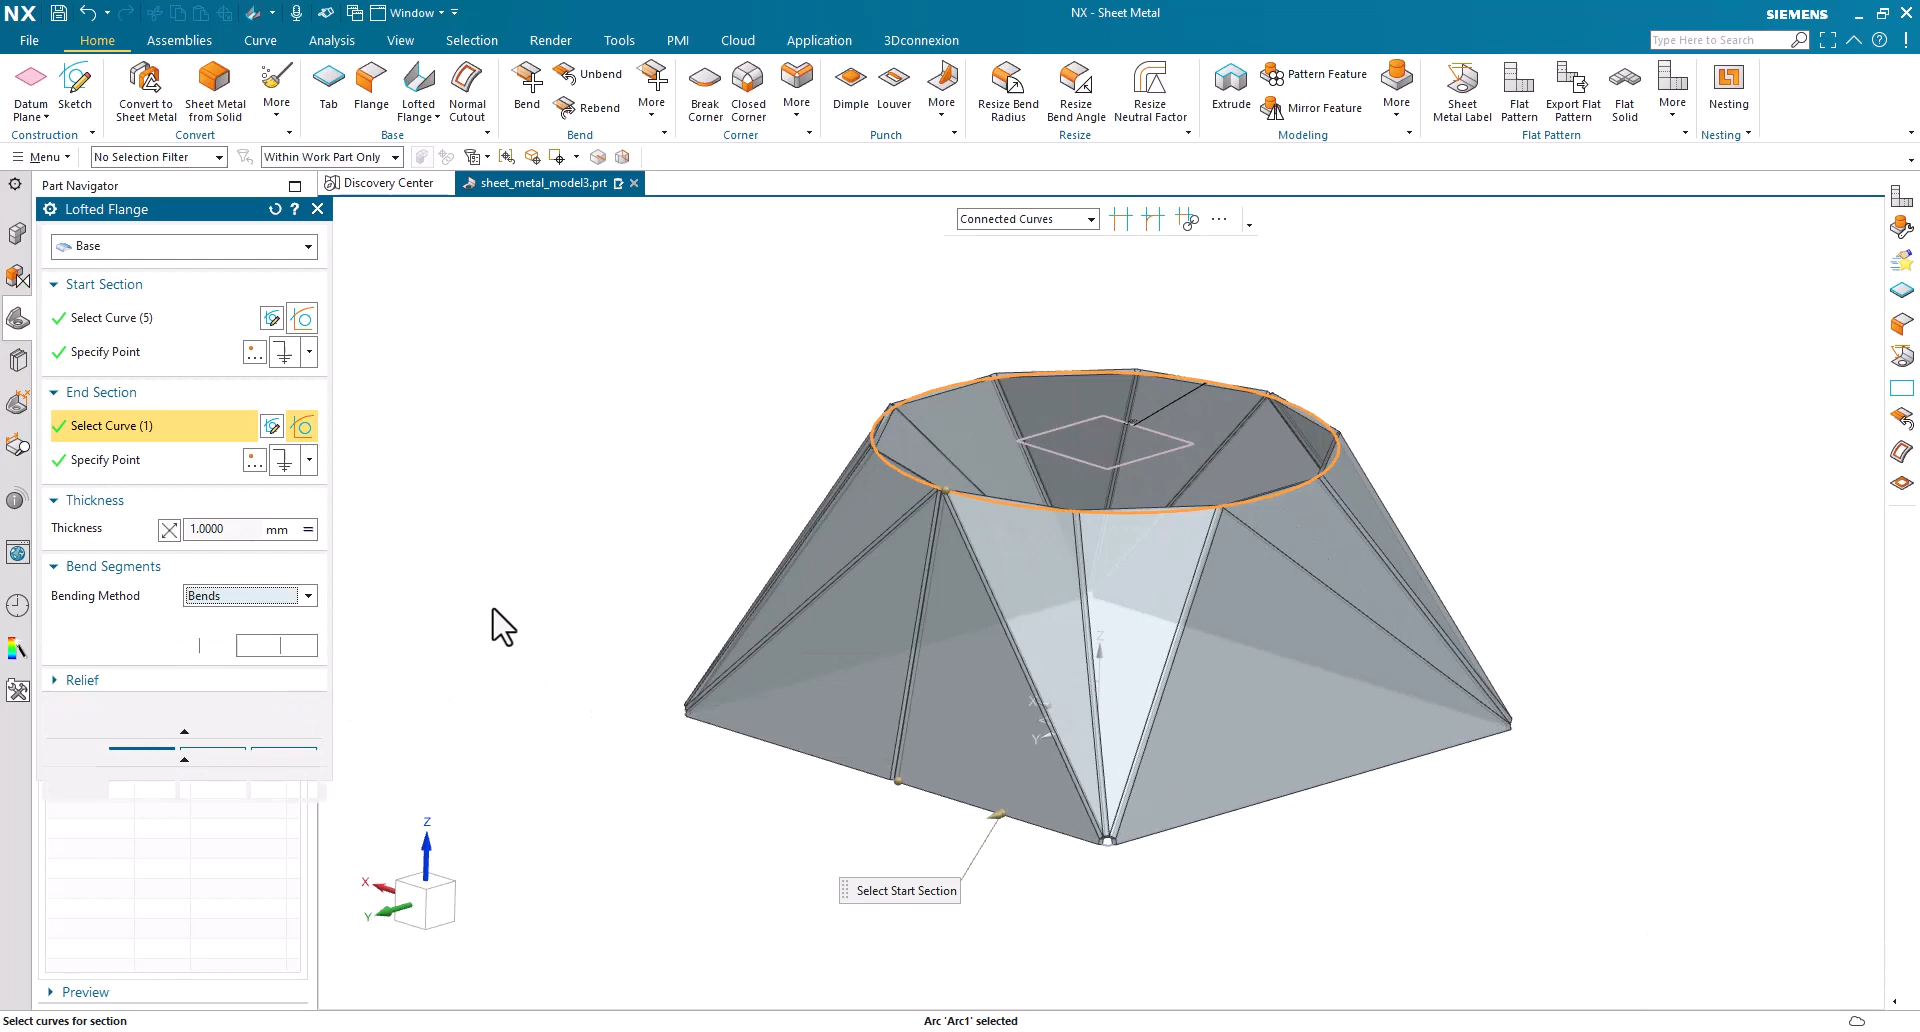 NX
Window
NX - Sheet Metal
SIEMENS
File
Home
Assemblies
Curve
Analysis
View
Selection
Render
Tools
PMI
Cloud
Application
3Dconnexion
Type Here to Search
Datum Plane
Sketch
Convert to Sheet Metal
Sheet Metal from Solid
More
Tab
Flange
Lofted Flange
Normal Cutout
Bend
Unbend
Rebend
More
Break Corner
Closed Corner
More
Dimple
Louver
More
Resize Bend Radius
Resize Bend Angle
Resize Neutral Factor
Extrude
Pattern Feature
Mirror Feature
More
Sheet Metal Label
Flat Pattern
Export Flat Pattern
Flat Solid
More
Nesting
Construction
Convert
Base
Bend
Corner
Punch
Resize
Modeling
Flat Pattern
Nesting
Menu
No Selection Filter
Within Work Part Only
Part Navigator
Discovery Center
sheet_metal_model3.prt
Lofted Flange
?
Connected Curves
Base
Start Section
Select Curve (5)
Specify Point
End Section
Select Curve (1)
Specify Point
Thickness
Thickness
1.0000
mm
=
Bend Segments
Bending Method
Bends
Relief
Z
X
Y
Select Start Section
Z
X
Y
Preview
Select curves for section
Arc 'Arc1' selected